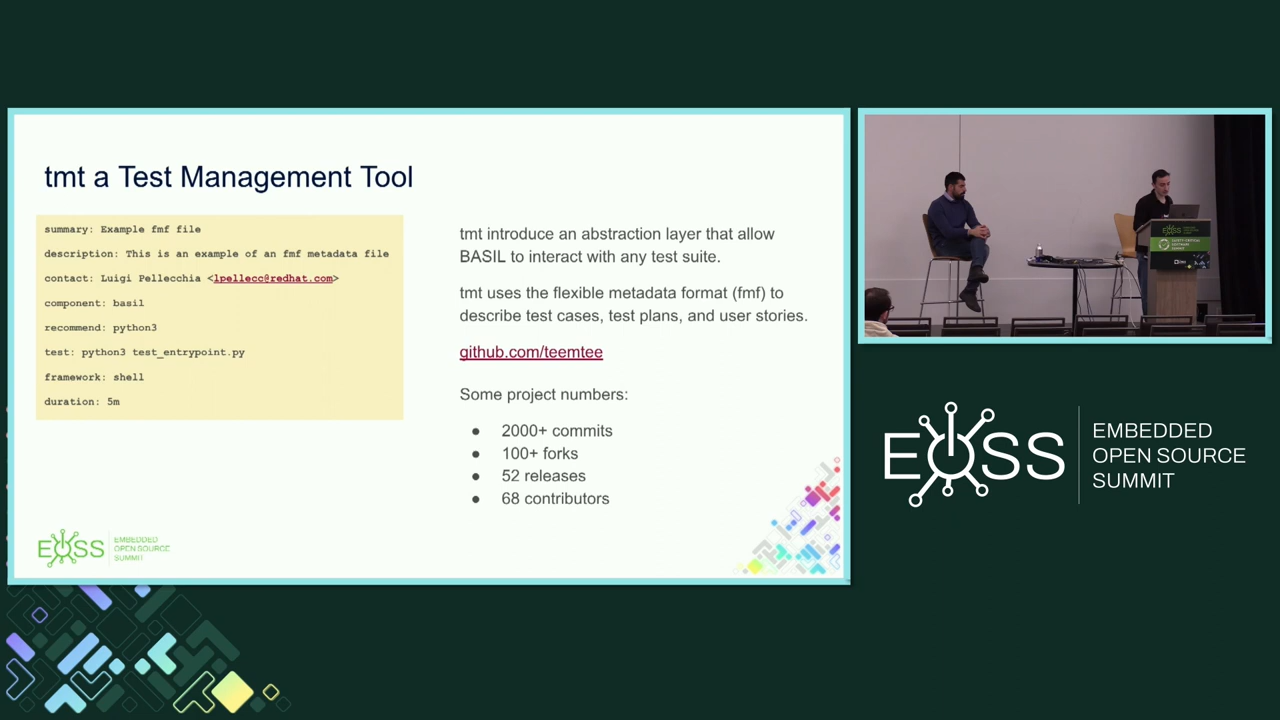 tmt a Test Management Tool
summary: Example fmf file
description: This is an example of an fmf metadata file
contact: Luigi Pellecchia <lpellecc@redhat.com>
component: basil
recommend: python3
test: python3 test_entrypoint.py
framework: shell
duration: 5m
tmt introduce an abstraction layer that allow
BASIL to interact with any test suite.
tmt uses the flexible metadata format (fmf) to
describe test cases, test plans, and user stories.
github.com/teemtee
Some project numbers:
● 2000+ commits
● 100+ forks
● 52 releases
● 68 contributors
EOSS
EMBEDDED
OPEN SOURCE
SUMMIT
EOSS
EMBEDDED
OPEN SOURCE
SUMMIT